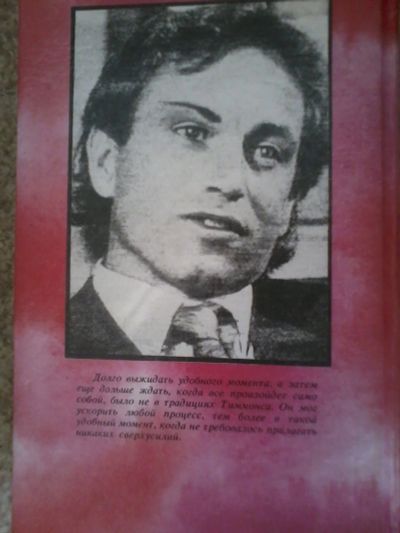 Долго выжидать удобного момента, а затем
еще дольше ждать, когда все произойдет само
собой, было не в традициях Тиммонса. Он мог
ускорить любой процесс, тем более в такой
удобный момент, когда не требовалось прилагать
никаких сверхусилий.